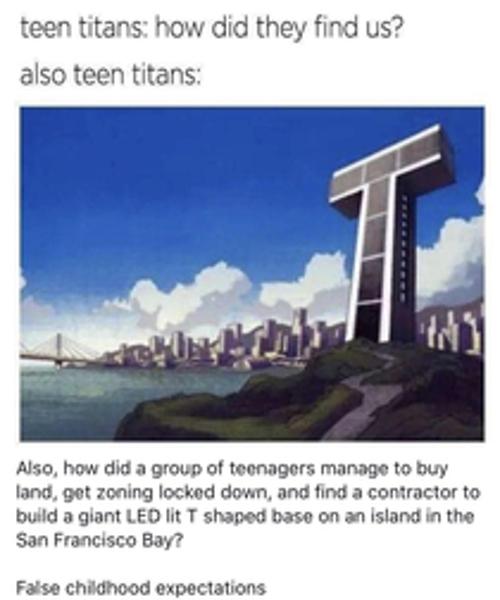 teen titans: how did they find us?
also teen titans:
Also, how did a group of teenagers manage to buy
land, get zoning locked down, and find a contractor to
build a giant LED lit T shaped base on an island in the
San Francisco Bay?
False childhood expectations